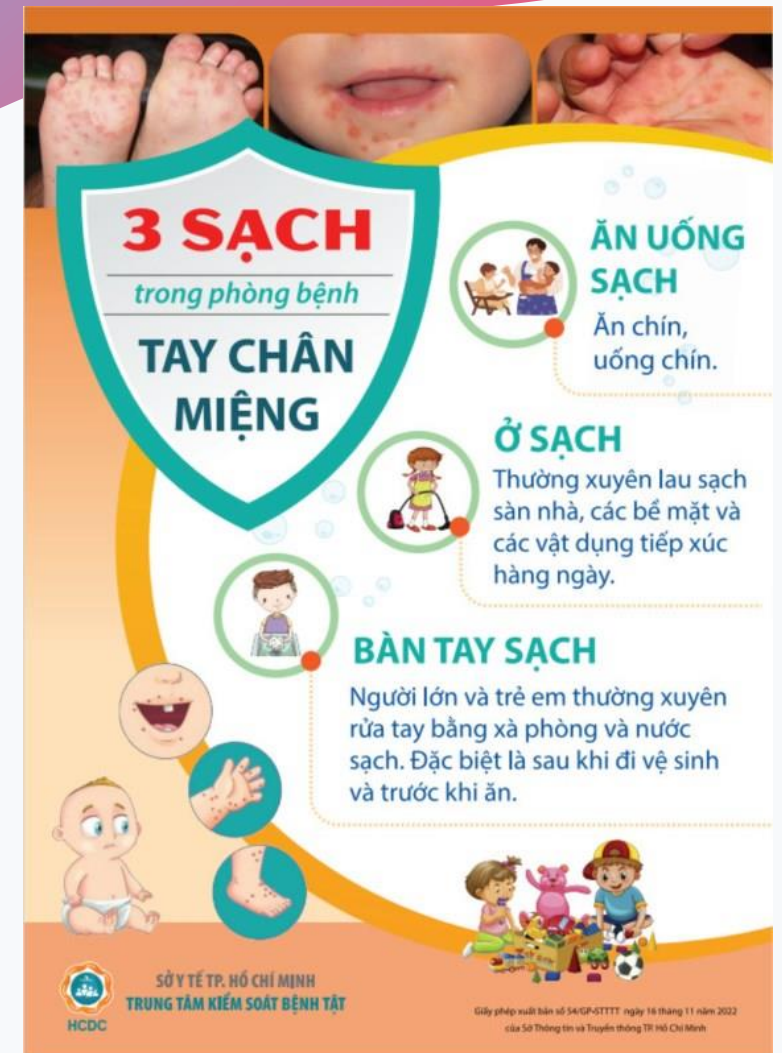 3 SẠCH
trong phòng bệnh
TAY CHÂN
MIỆNG
ĂN UỐNG
SẠCH
Ăn chín,
uống chín.
Ở SẠCH
Thường xuyên lau sạch
sàn nhà, các bề mặt và
các vật dụng tiếp xúc
hàng ngày.
BÀN TAY SẠCH
Người lớn và trẻ em thường xuyên
rửa tay bằng xà phòng và nước
sạch. Đặc biệt là sau khi đi vệ sinh
và trước khi ăn.
HCDC
SỞ Y TẾ TP. HỒ CHÍ MINH
TRUNG TÂM KIỂM SOÁT BỆNH TẬT
Giấy phép xuất bản số 54/GP-STTTT ngày 16 tháng 11 năm 2022
của Sở Thông tin và Truyền thông TP. Hồ Chí Minh